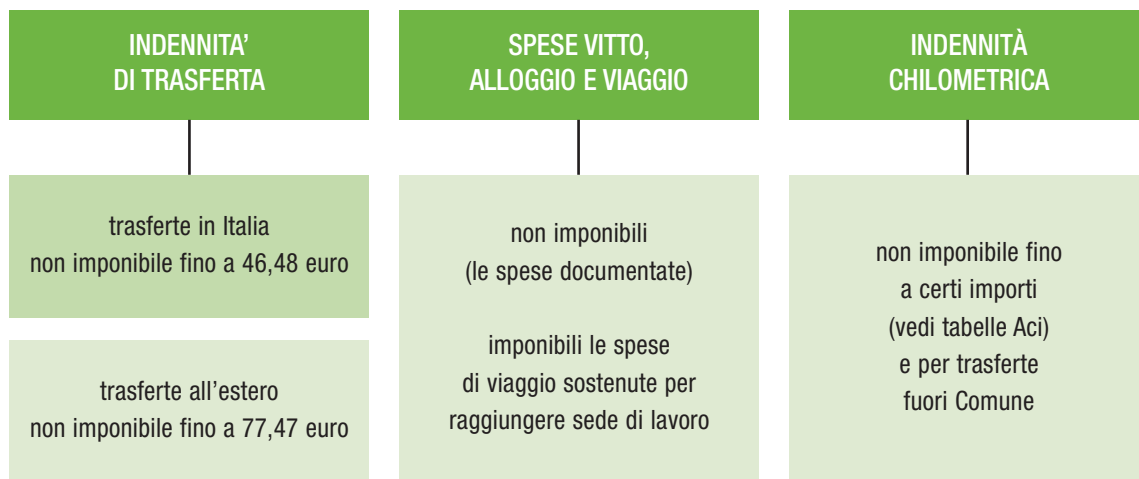 INDENNITA’
DI TRASFERTA
trasferte in Italia
non imponibile fino a 46,48 euro
trasferte all’estero
non imponibile fino a 77,47 euro
SPESE VITTO,
ALLOGGIO E VIAGGIO
non imponibili
(le spese documentate)
imponibili le spese
di viaggio sostenute per
raggiungere sede di lavoro
INDENNITÀ
CHILOMETRICA
non imponibile fino
a certi importi
(vedi tabelle Aci)
e per trasferte
fuori Comune